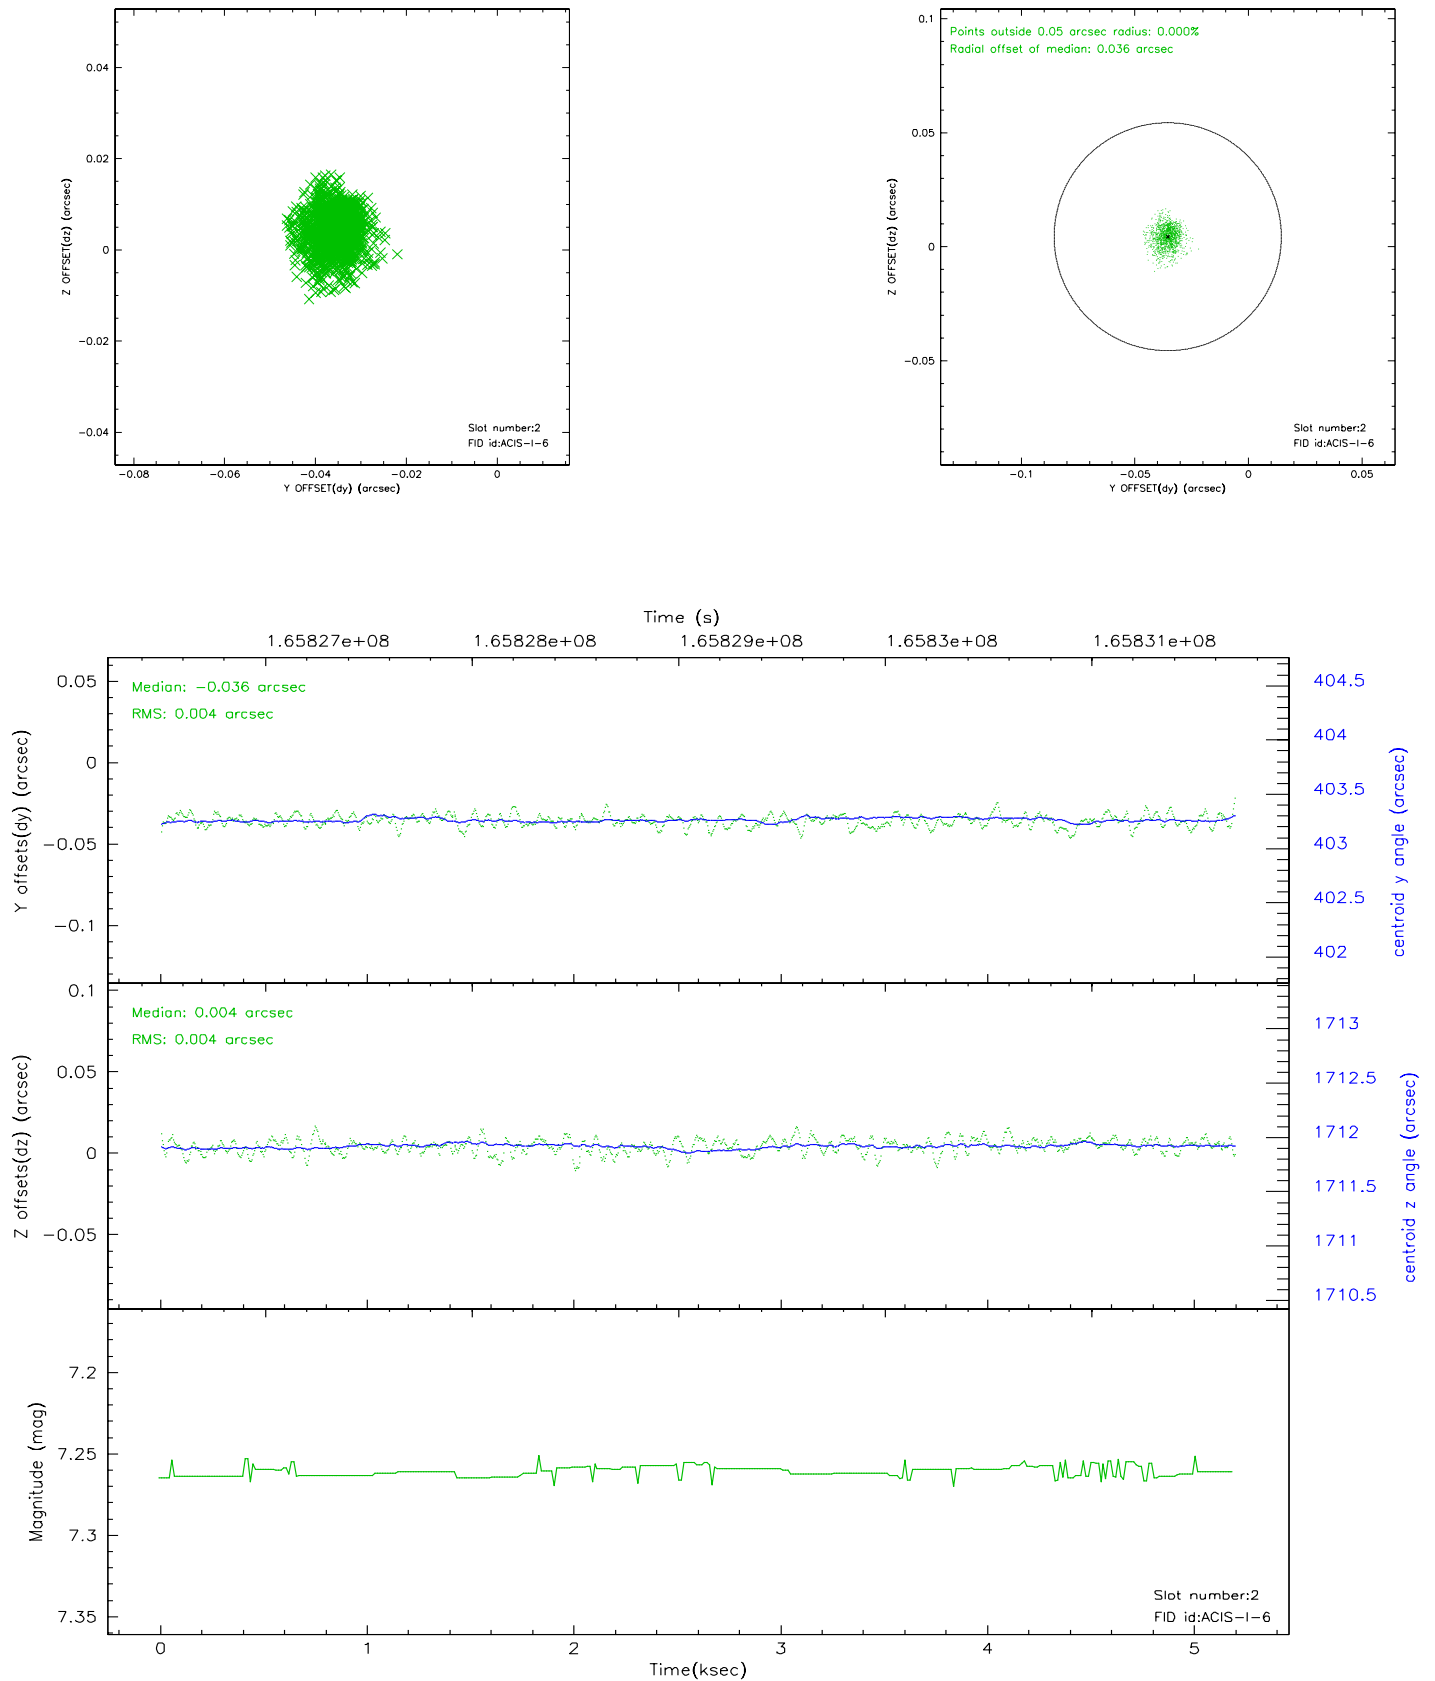 0.04
0.02
0
−0.02
−0.04
Z OFFSET(dz) (arcsec)
Slot number:2
FID id:ACIS−I−6
−0.08
−0.06
−0.04
−0.02
0
Y OFFSET(dy) (arcsec)
0.1
0.05
0
−0.05
Z OFFSET(dz) (arcsec)
Points outside 0.05 arcsec radius: 0.000%
Radial offset of median: 0.036 arcsec
Slot number:2
FID id:ACIS−I−6
−0.1
−0.05
0
0.05
Y OFFSET(dy) (arcsec)
Time (s)
1.65827e+08
1.65828e+08
1.65829e+08
1.6583e+08
1.65831e+08
0.05
0
−0.05
−0.1
Y offsets(dy) (arcsec)
Median: −0.036 arcsec
RMS: 0.004 arcsec
404.5
404
403.5
403
402.5
402
centroid y angle (arcsec)
0.1
0.05
0
−0.05
Z offsets(dz) (arcsec)
Median: 0.004 arcsec
RMS: 0.004 arcsec
1713
1712.5
1712
1711.5
1711
1710.5
centroid z angle (arcsec)
7.2
7.25
7.3
7.35
Magnitude (mag)
Slot number:2
FID id:ACIS−I−6
0
1
2
3
4
5
Time(ksec)